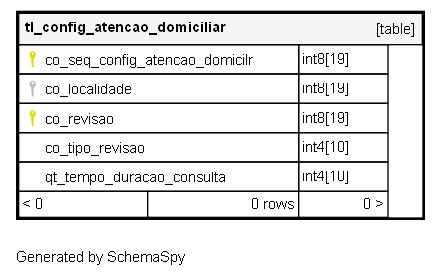 tl_config_atencao_domiciliar [table]
co_seq_config_atencao_domicilr int8[19]
co_localidade int8[19]
co_revisao int8[19]
co_tipo_revisao int4[10]
qt_tempo_duracao_consulta int4[10]
< 0 0 rows 0 >
Generated by SchemaSpy